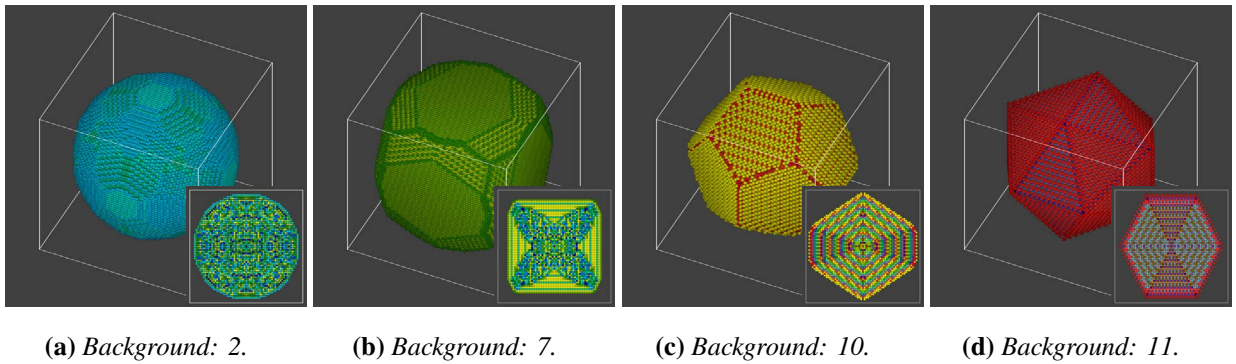 (a) Background: 2.
(b) Background: 7.
(c) Background: 10.
(d) Background: 11.